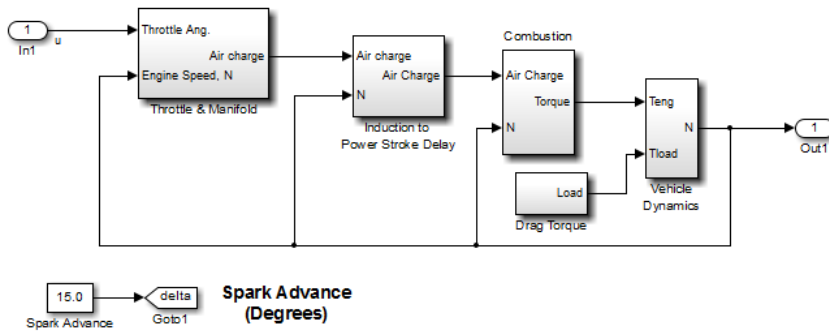 1
In1
u
Throttle Ang.
Air charge
Engine Speed, N
Throttle & Manifold
Air charge
Air Charge
N
Induction to
Power Stroke Delay
Combustion
Air Charge
Torque
N
Load
Drag Torque
Teng
N
Tload
Vehicle
Dynamics
1
Out1
15.0
Spark Advance
delta
Goto1
Spark Advance
(Degrees)